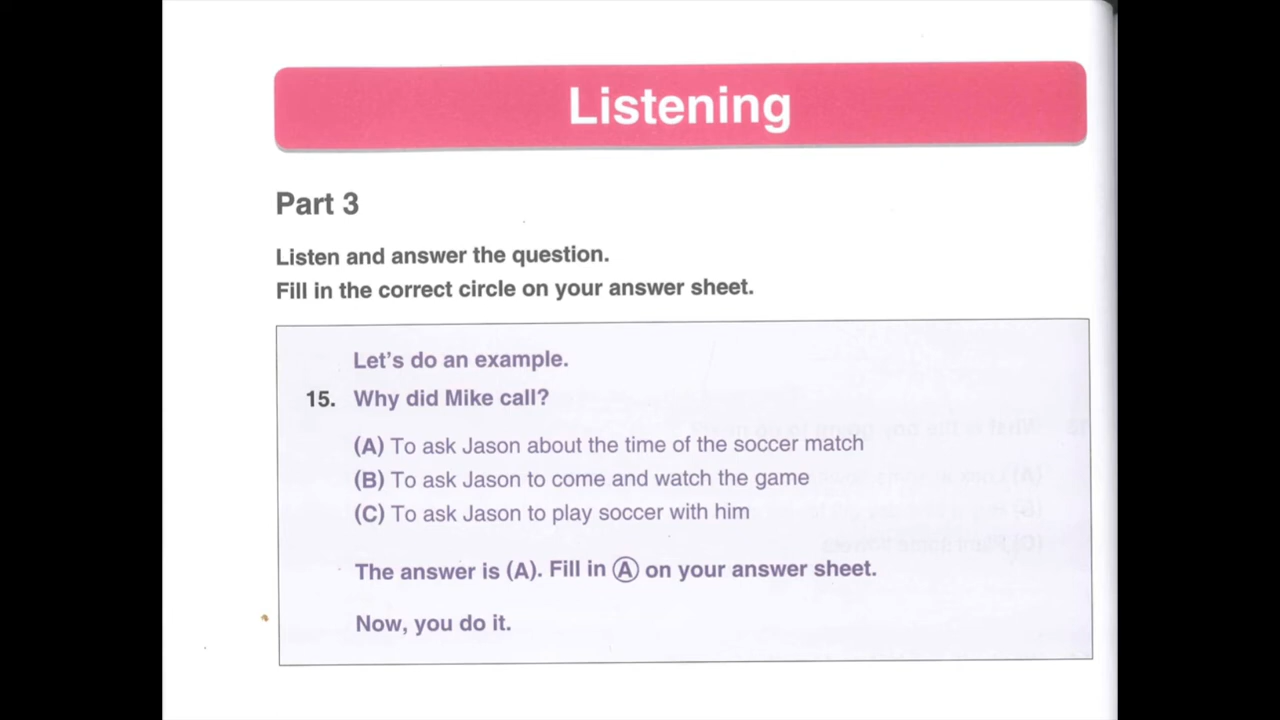 Listening
Part 3
Listen and answer the question.
Fill in the correct circle on your answer sheet.
Let's do an example.
15. Why did Mike call?
(A) To ask Jason about the time of the soccer match
(B) To ask Jason to come and watch the game
(C) To ask Jason to play soccer with him
The answer is (A). Fill in Ⓐ on your answer sheet.
Now, you do it.